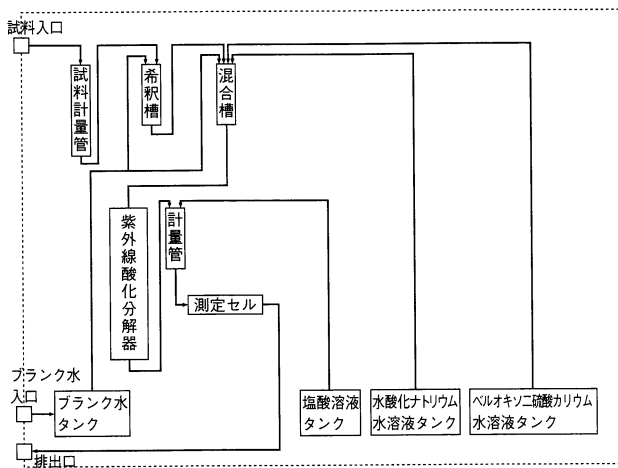 試料入口
試料計量管
希釈槽
混合槽
紫外線酸化分解器
計量管
測定セル
ブランク水
入口
ブランク水
タンク
塩酸溶液
タンク
水酸化ナトリウム
水溶液タンク
ペルオキソ二硫酸カリウム
水溶液タンク
排出口